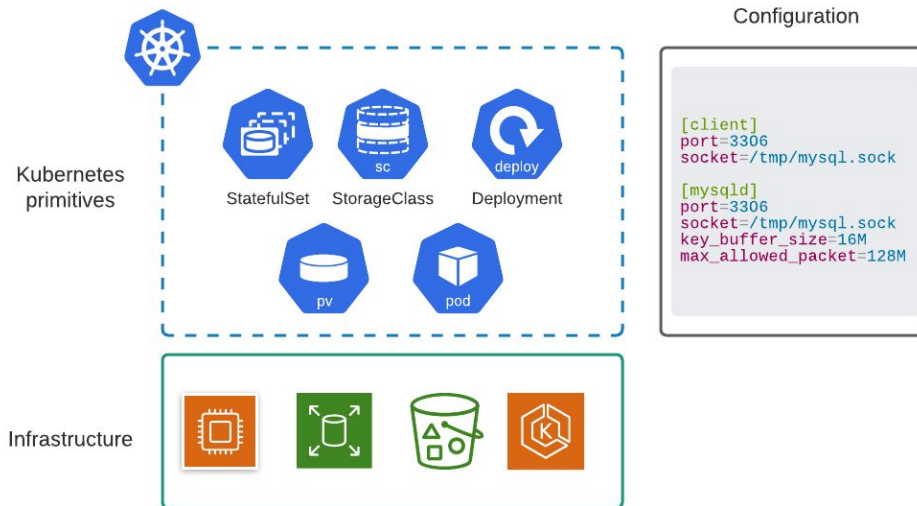 Configuration
Kubernetes
primitives
sc
deploy
StatefulSet
StorageClass
Deployment
pv
pod
[client]
port=3306
socket=/tmp/mysql.sock
[mysqld]
port=3306
socket=/tmp/mysql.sock
key_buffer_size=16M
max_allowed_packet=128M
Infrastructure
K